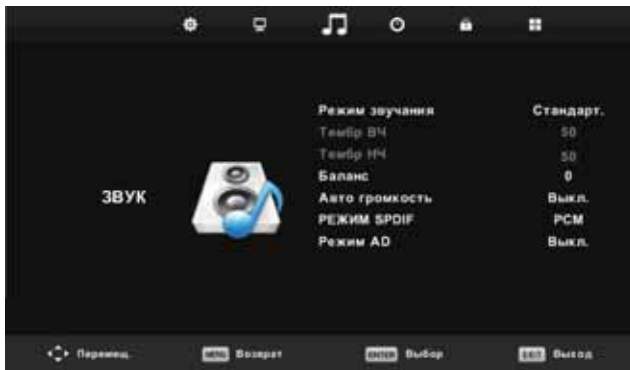 ЗВУК
Режим звучания Стандарт.
Тембр ВЧ 50
Тембр НЧ 50
Баланс 0
Авто громкость Выкл.
РЕЖИМ SPDIF PCM
Режим AD Выкл.
Перемещ. MENU Возврат ENTER Выбор EXIT Выход